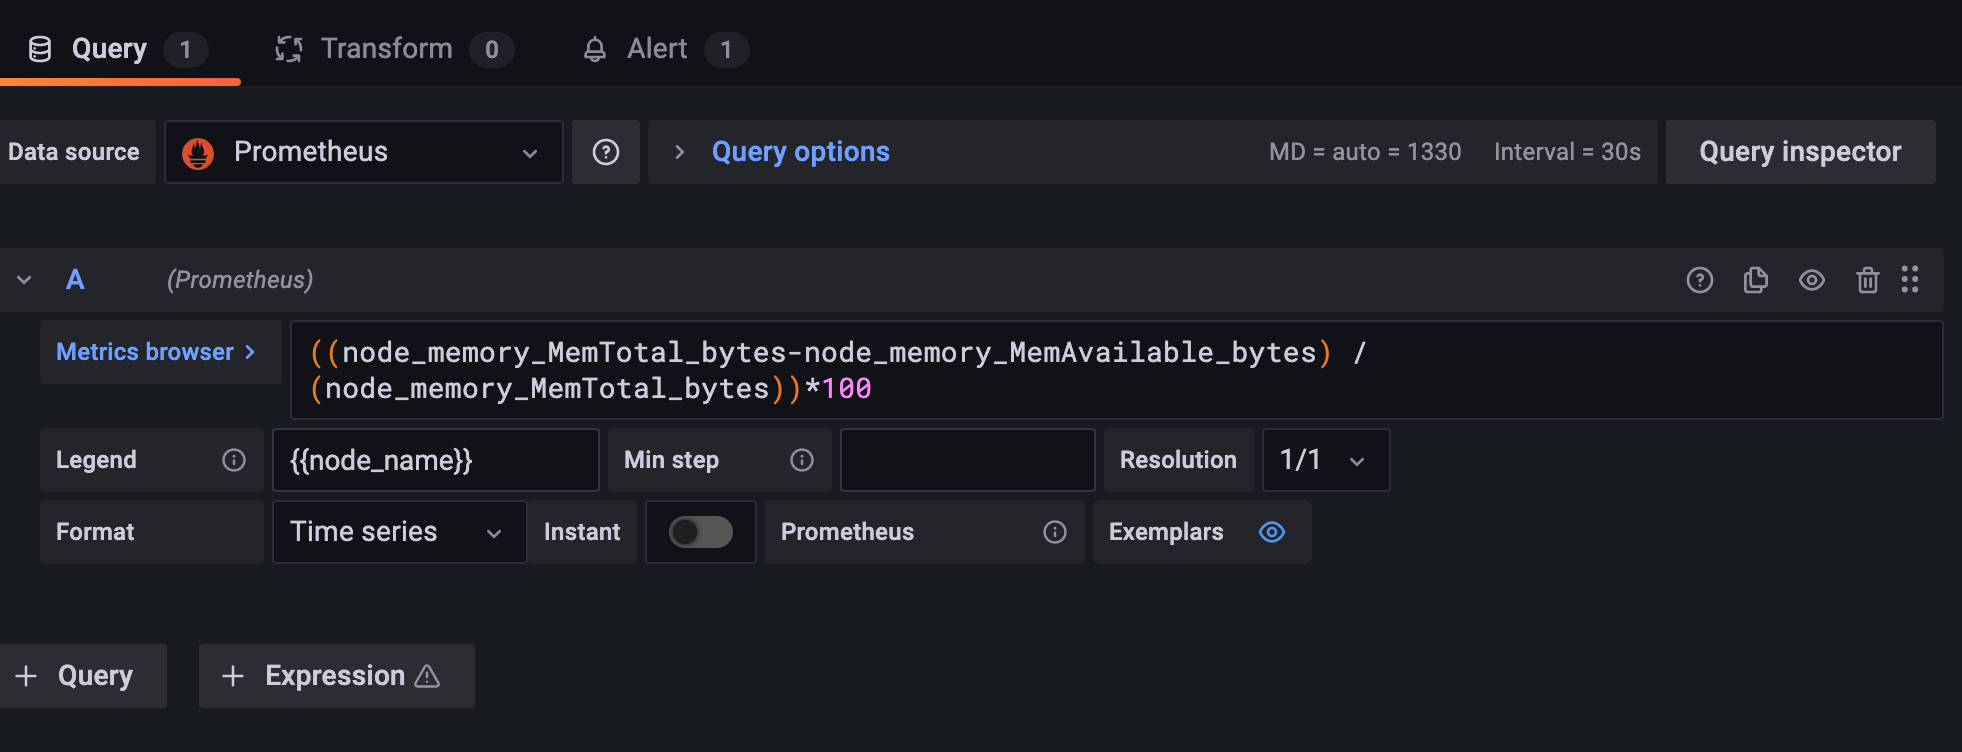 Query 1 Transform 0 Alert 1
Data source Prometheus Query options MD = auto = 1330 Interval = 30s Query inspector
A (Prometheus)
Metrics browser ((node_memory_MemTotal_bytes-node_memory_MemAvailable_bytes) /
(node_memory_MemTotal_bytes))*100
Legend {{node_name}} Min step Resolution 1/1
Format Time series Instant Prometheus Exemplars
+ Query + Expression